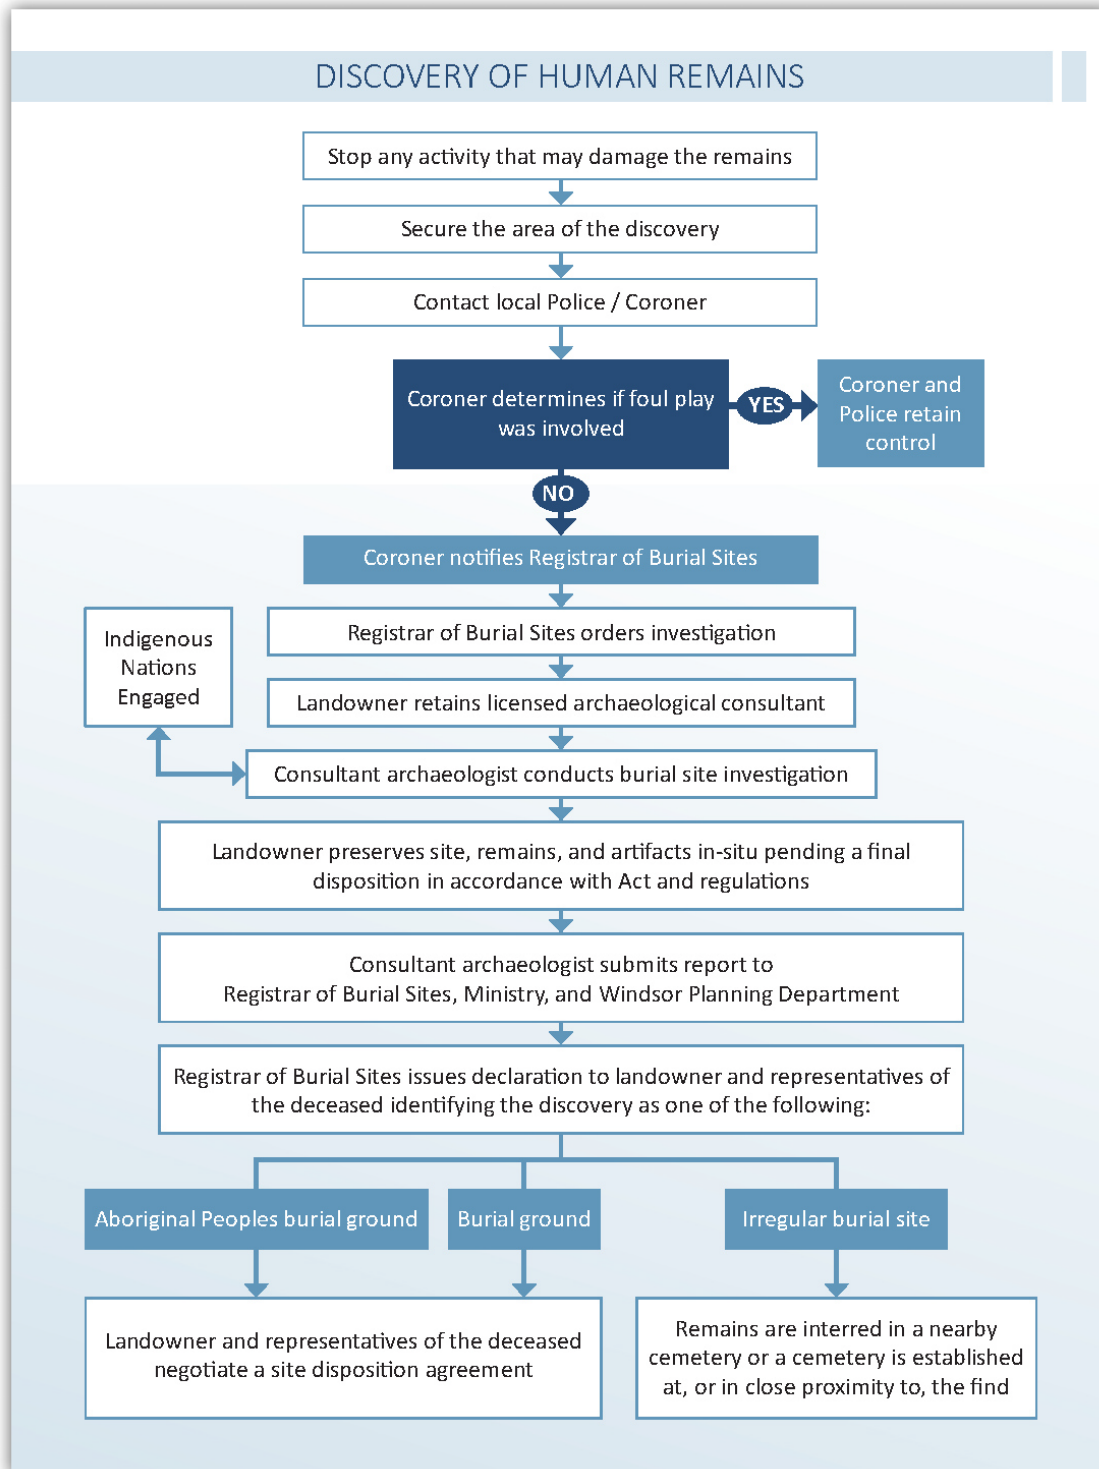 DISCOVERY OF HUMAN REMAINS
Stop any activity that may damage the remains
Secure the area of the discovery
Contact local Police / Coroner
Coroner determines if foul play
was involved
YES
Coroner and
Police retain
control
NO
Coroner notifies Registrar of Burial Sites
Indigenous
Nations
Engaged
Registrar of Burial Sites orders investigation
Landowner retains licensed archaeological consultant
Consultant archaeologist conducts burial site investigation
Landowner preserves site, remains, and artifacts in-situ pending a final
disposition in accordance with Act and regulations
Consultant archaeologist submits report to
Registrar of Burial Sites, Ministry, and Windsor Planning Department
Registrar of Burial Sites issues declaration to landowner and representatives of
the deceased identifying the discovery as one of the following:
Aboriginal Peoples burial ground
Burial ground
Irregular burial site
Landowner and representatives of the deceased
negotiate a site disposition agreement
Remains are interred in a nearby
cemetery or a cemetery is established
at, or in close proximity to, the find